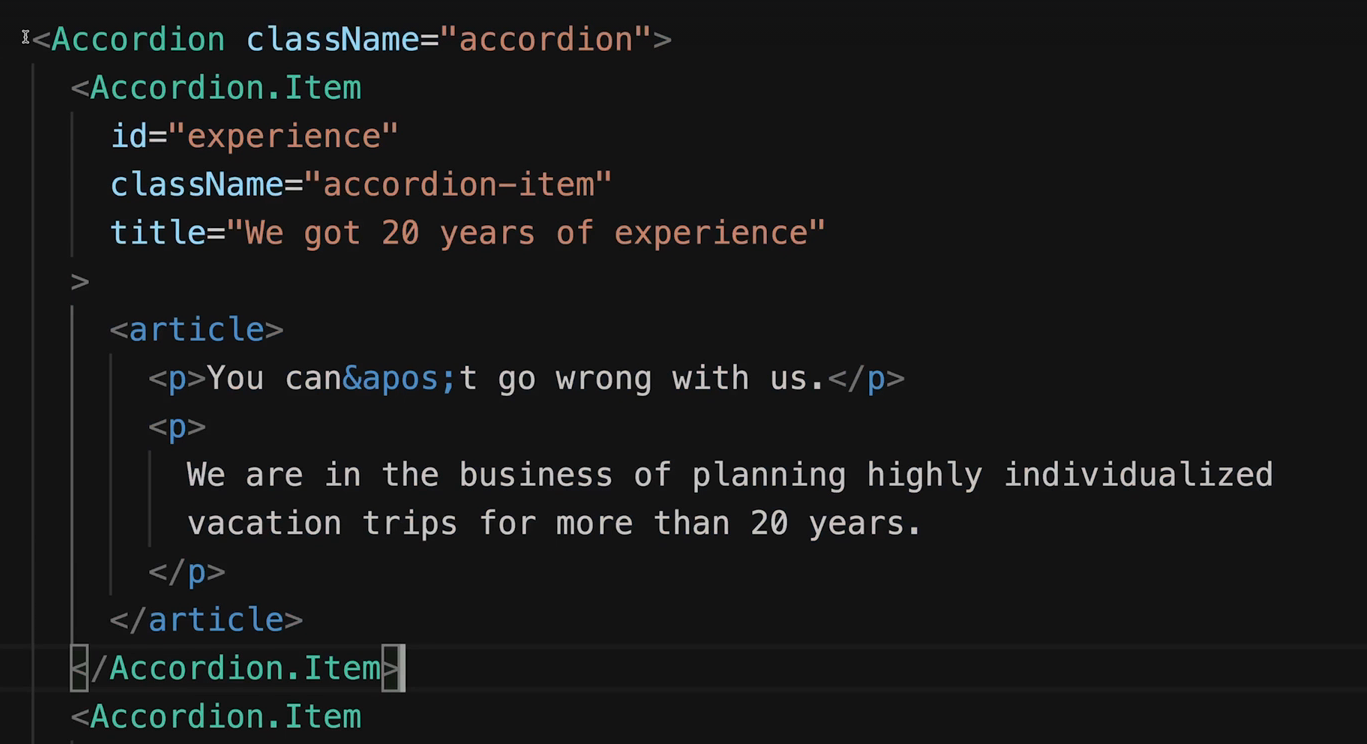 <Accordion className="accordion">
<Accordion.Item
id="experience"
className="accordion-item"
title="We got 20 years of experience"
>
<article>
<p>You can&apos;t go wrong with us.</p>
<p>
We are in the business of planning highly individualized
vacation trips for more than 20 years.
</p>
</article>
</Accordion.Item>
<Accordion.Item